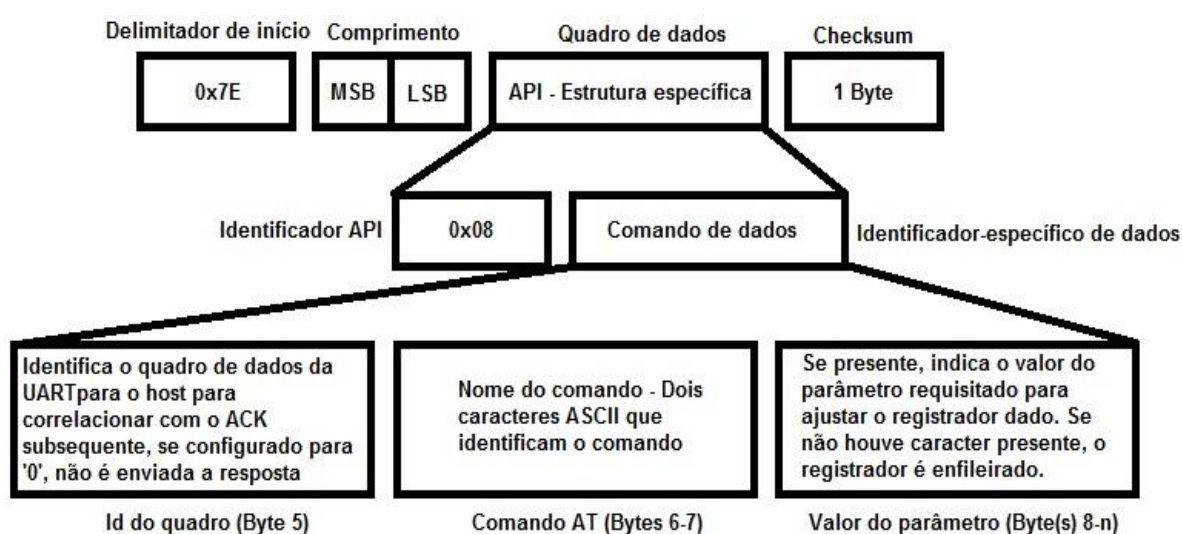 Delimitador de início Comprimento Quadro de dados Checksum
0x7E MSB LSB API - Estrutura específica 1 Byte
Identificador API 0x08 Comando de dados Identificador-específico de dados
Identifica o quadro de dados da
UARTpara o host para
correlacionar com o ACK
subsequente, se configurado para
'0', não é enviada a resposta
Id do quadro (Byte 5)
Nome do comando - Dois
caracteres ASCII que
identificam o comando
Comando AT (Bytes 6-7)
Se presente, indica o valor do
parâmetro requisitado para
ajustar o registrador dado. Se
não houve caracter presente, o
registrador é enfileirado.
Valor do parâmetro (Byte(s) 8-n)